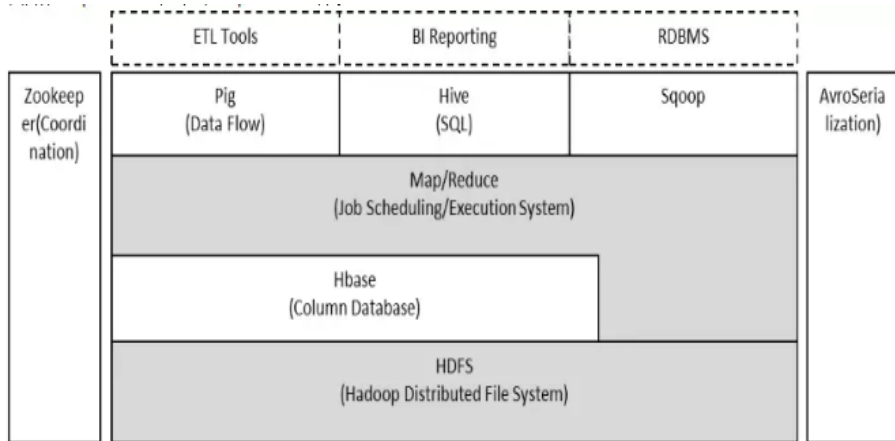 ETL Tools
BI Reporting
RDBMS
Zookeep
er(Coordi
nation)
Pig
(Data Flow)
Hive
(SQL)
Sqoop
AvroSeria
lization)
Map/Reduce
(Job Scheduling/Execution System)
Hbase
(Column Database)
HDFS
(Hadoop Distributed File System)